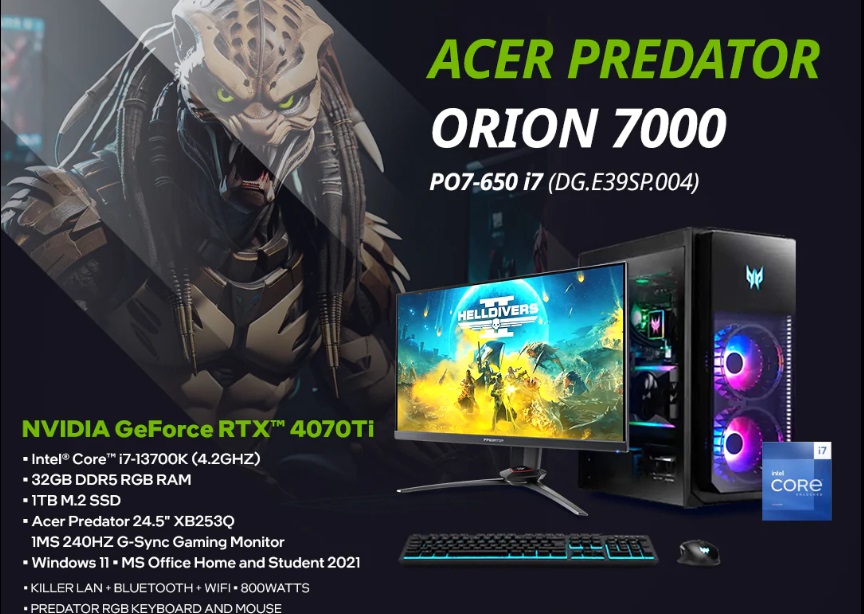 ACER PREDATOR
ORION 7000
PO7-650 i7 (DG.E39SP.004)
HELLDIVERS
II
PREDATOR
i7
intel
CORE
NVIDIA GeForce RTX™ 4070Ti
▪ Intel® Core™ i7-13700K (4.2GHZ)
▪ 32GB DDR5 RGB RAM
▪ 1TB M.2 SSD
▪ Acer Predator 24.5" XB253Q
1MS 240HZ G-Sync Gaming Monitor
▪ Windows 11 ▪ MS Office Home and Student 2021
▪ KILLER LAN + BLUETOOTH + WIFI ▪ 800WATTS
▪ PREDATOR RGB KEYBOARD AND MOUSE